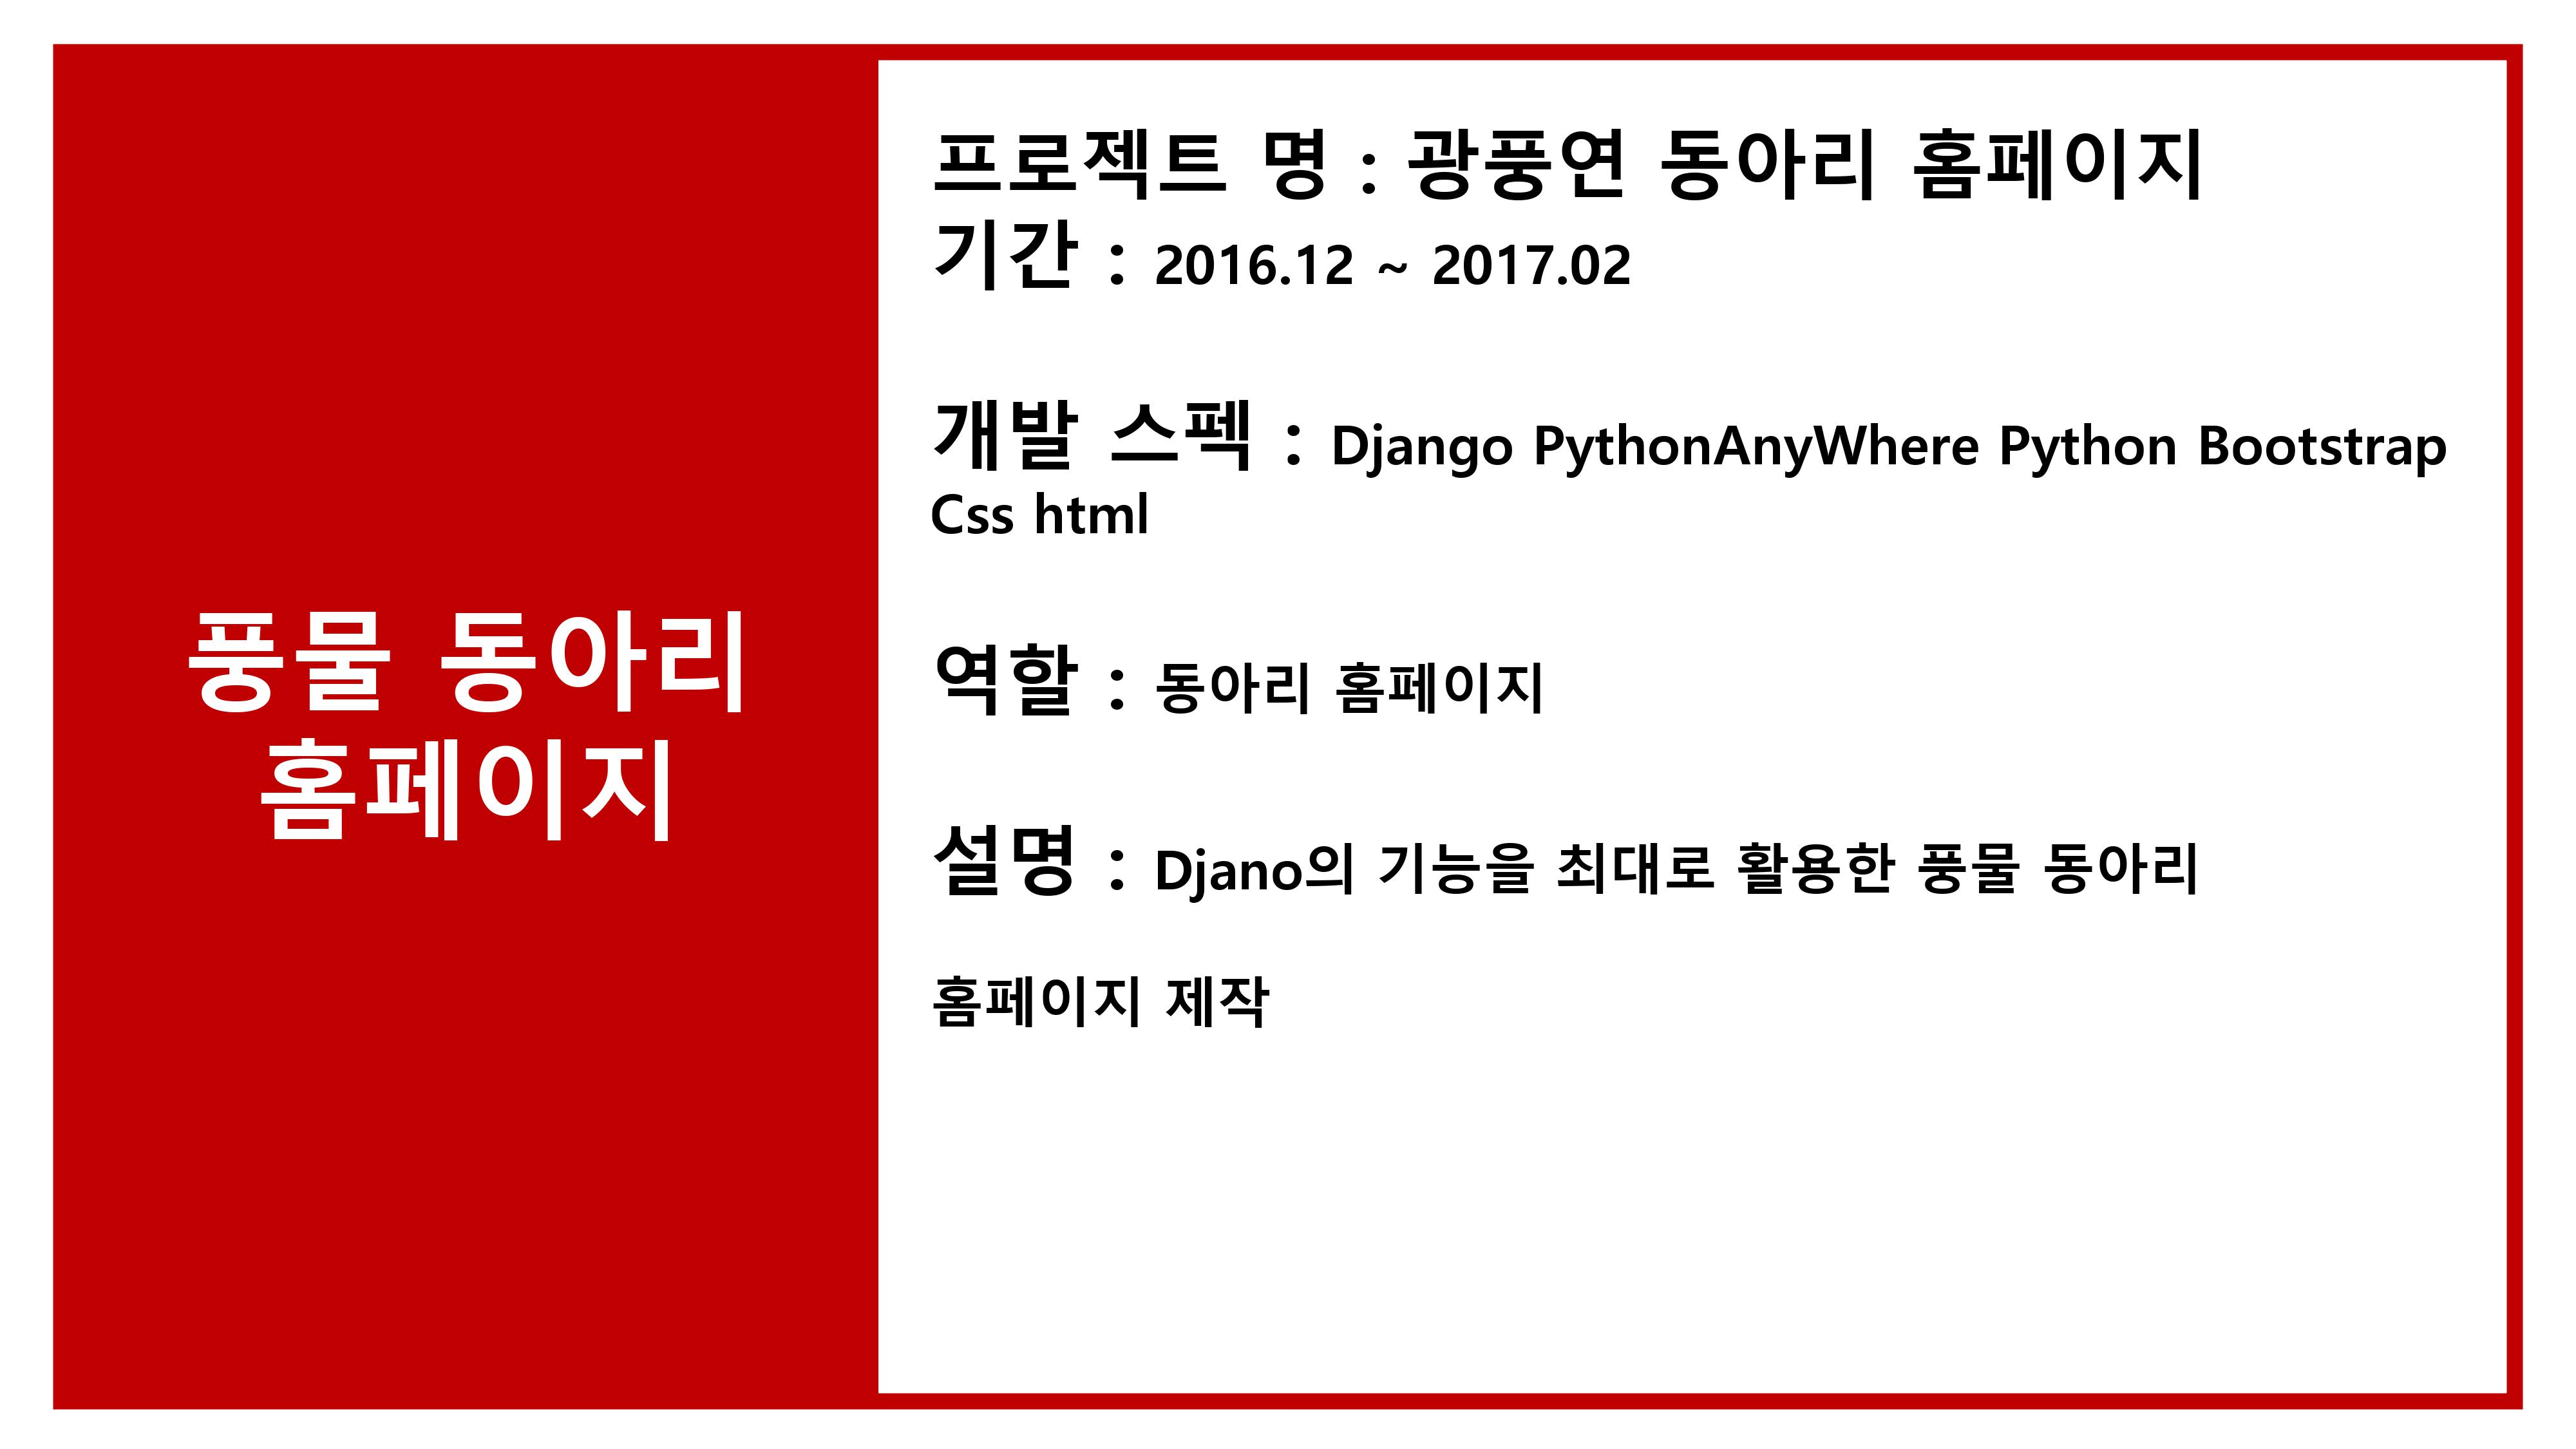 풍물 동아리
홈페이지
프로젝트 명 : 광풍연 동아리 홈페이지
기간 : 2016.12 ~ 2017.02
개발 스펙 : Django PythonAnyWhere Python Bootstrap
Css html
역할 : 동아리 홈페이지
설명 : Djano의 기능을 최대로 활용한 풍물 동아리
홈페이지 제작